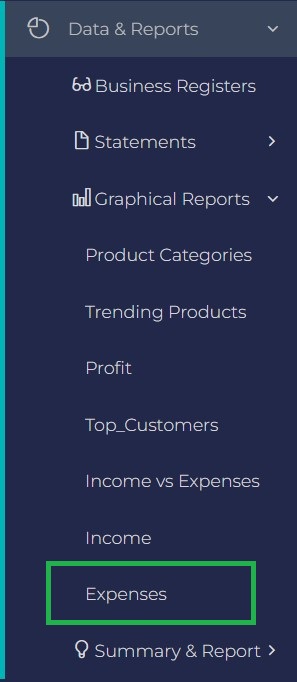 Data & Reports
Business Registers
Statements
Graphical Reports
Product Categories
Trending Products
Profit
Top_Customers
Income vs Expenses
Income
Expenses
Summary & Report